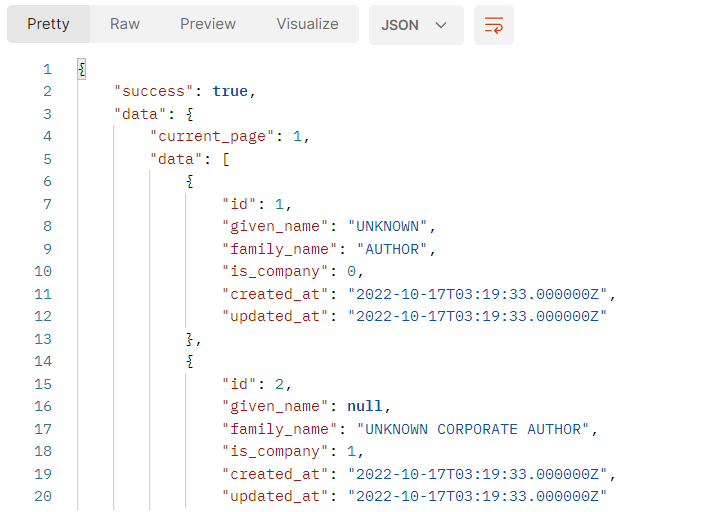 Pretty Raw Preview Visualize JSON
1 {
2 "success": true,
3 "data": {
4 "current_page": 1,
5 "data": [
6 {
7 "id": 1,
8 "given_name": "UNKNOWN",
9 "family_name": "AUTHOR",
10 "is_company": 0,
11 "created_at": "2022-10-17T03:19:33.000000Z",
12 "updated_at": "2022-10-17T03:19:33.000000Z"
13 },
14 {
15 "id": 2,
16 "given_name": null,
17 "family_name": "UNKNOWN CORPORATE AUTHOR",
18 "is_company": 1,
19 "created_at": "2022-10-17T03:19:33.000000Z",
20 "updated_at": "2022-10-17T03:19:33.000000Z"